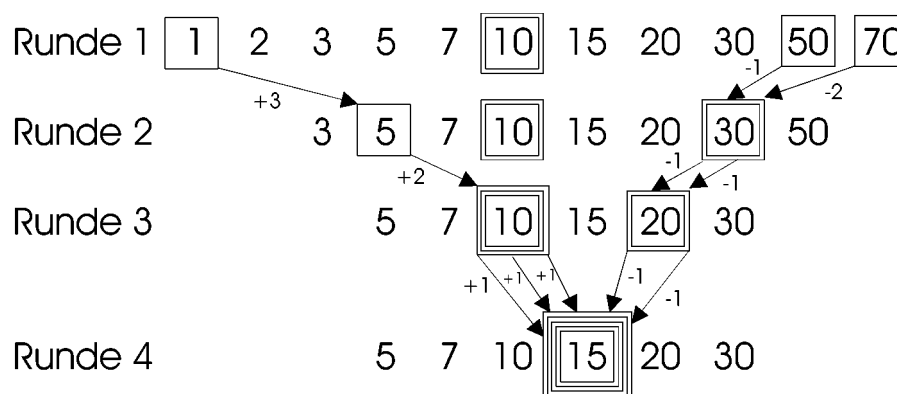 Runde 1 1 2 3 5 7 10 15 20 30 50 70
+3 -1 -2
Runde 2 3 5 7 10 15 20 30 50
+2 -1 -1
Runde 3 5 7 10 15 20 30
+1 +1 +1 -1 -1
Runde 4 5 7 10 15 20 30